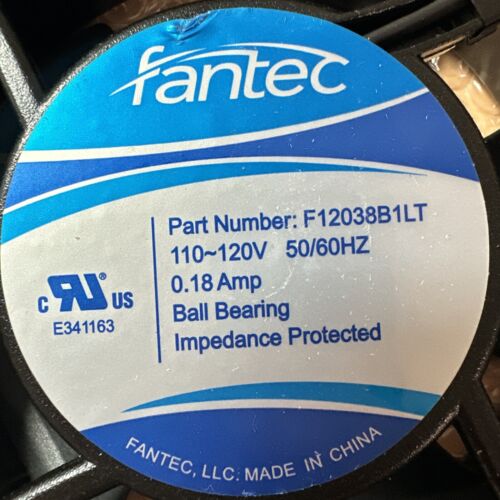 fantec
Part Number: F12038B1LT
110~120V 50/60HZ
0.18 Amp
Ball Bearing
Impedance Protected
c RU US
E341163
FANTEC, LLC. MADE IN CHINA